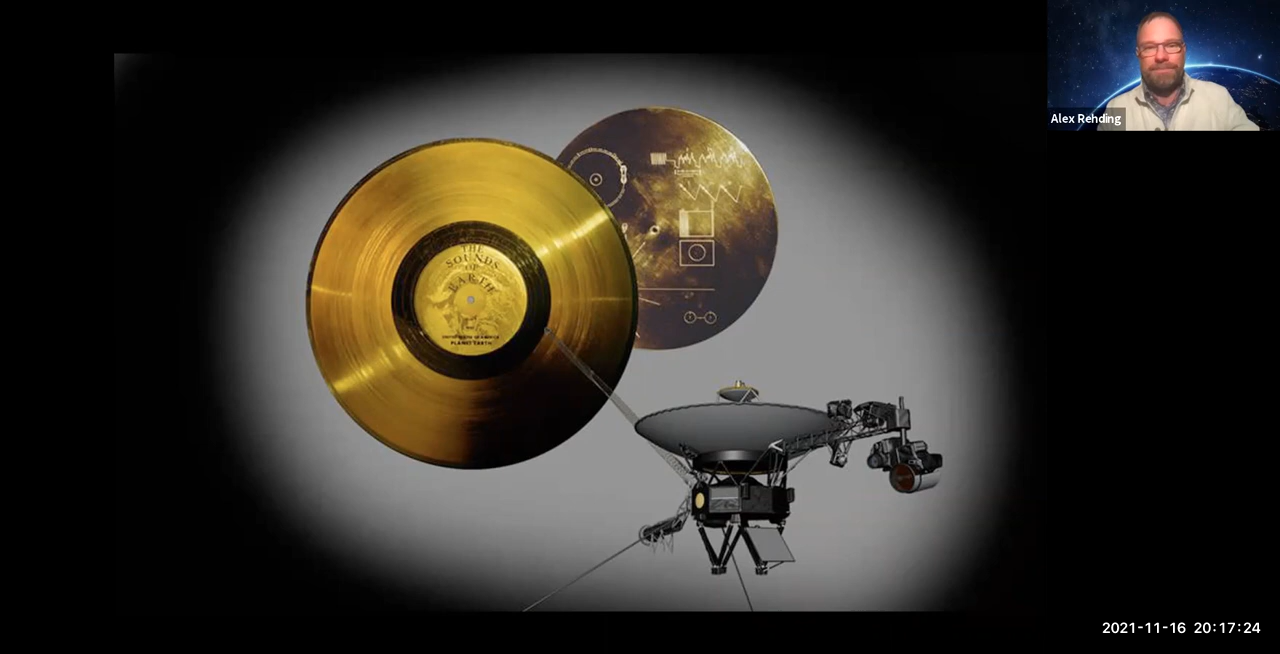 Alex Rehding
THE
SOUNDS
OF
EARTH
UNITED STATES OF AMERICA
PLANET EARTH
2021-11-16 20:17:24